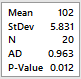 Mean 102
StDev 5.831
N 20
AD 0.963
P-Value 0.012